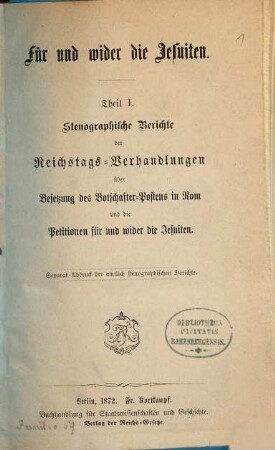 1
Für und wider die Jesuiten.
Theil I.
Stenographische Berichte
der
Reichstags-Verhandlungen
über
Besetzung des Botschafter-Postens in Rom
und die
Petitionen für und wider die Jesuiten.
Separat-Abdruck der amtlich stenographischen Berichte.
BIBLIOTHECA
CIVITATIS
Berlin, 1872. Fr. Kortkampf.
Buchhandlung für Staatswissenschaften und Geschichte.
Verlag der Reichs-Gesetze.